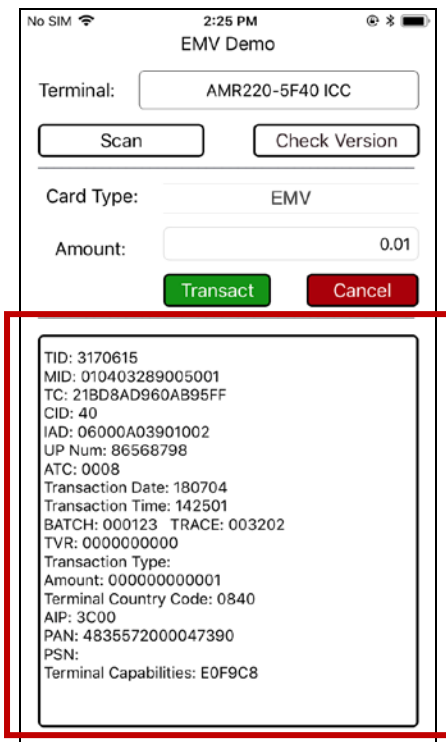 No SIM 2:25 PM
EMV Demo
Terminal: AMR220-5F40 ICC
Scan Check Version
Card Type: EMV
Amount: 0.01
Transact Cancel
TID: 3170615
MID: 010403289005001
TC: 21BD8AD960AB95FF
CID: 40
IAD: 06000A03901002
UP Num: 86568798
ATC: 0008
Transaction Date: 180704
Transaction Time: 142501
BATCH: 000123 TRACE: 003202
TVR: 0000000000
Transaction Type:
Amount: 000000000001
Terminal Country Code: 0840
AIP: 3C00
PAN: 4835572000047390
PSN:
Terminal Capabilities: E0F9C8